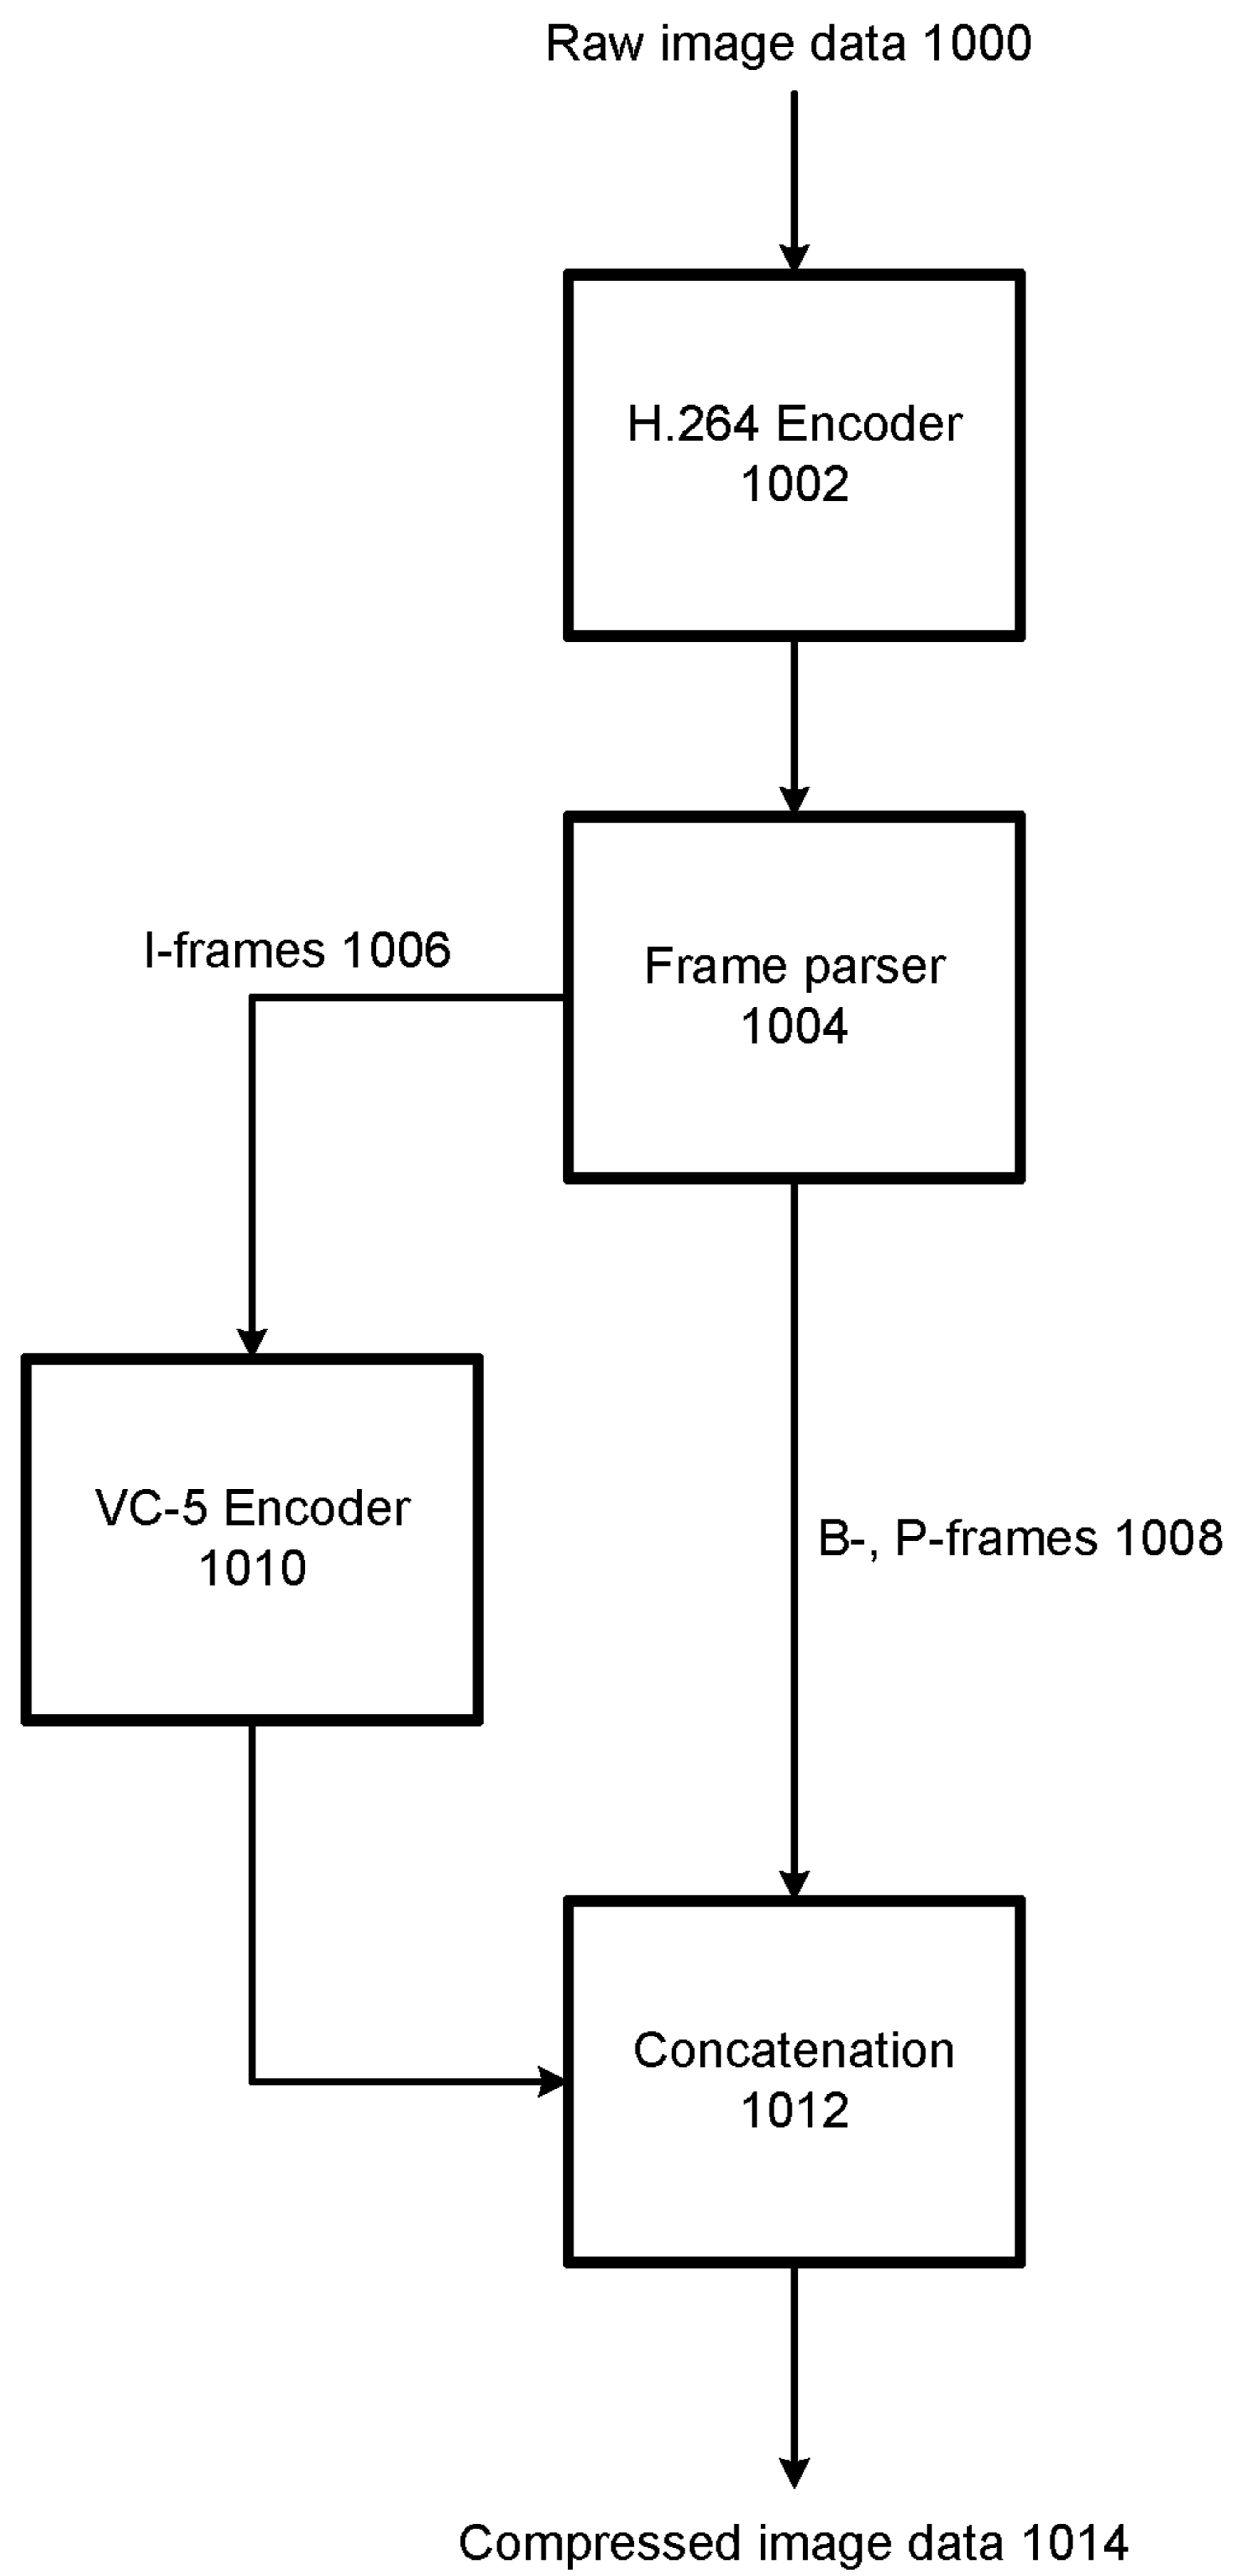 Raw image data 1000
H.264 Encoder
1002
I-frames 1006
Frame parser
1004
VC-5 Encoder
1010
B-, P-frames 1008
Concatenation
1012
Compressed image data 1014